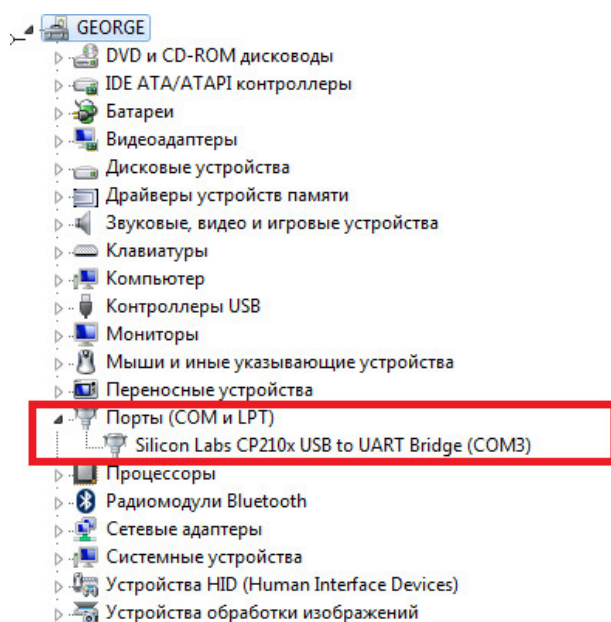 GEORGE
DVD и CD-ROM дисководы
IDE ATA/ATAPI контроллеры
Батареи
Видеоадаптеры
Дисковые устройства
Драйверы устройств памяти
Звуковые, видео и игровые устройства
Клавиатуры
Компьютер
Контроллеры USB
Мониторы
Мыши и иные указывающие устройства
Переносные устройства
Порты (COM и LPT)
Silicon Labs CP210x USB to UART Bridge (COM3)
Процессоры
Радиомодули Bluetooth
Сетевые адаптеры
Системные устройства
Устройства HID (Human Interface Devices)
Устройства обработки изображений